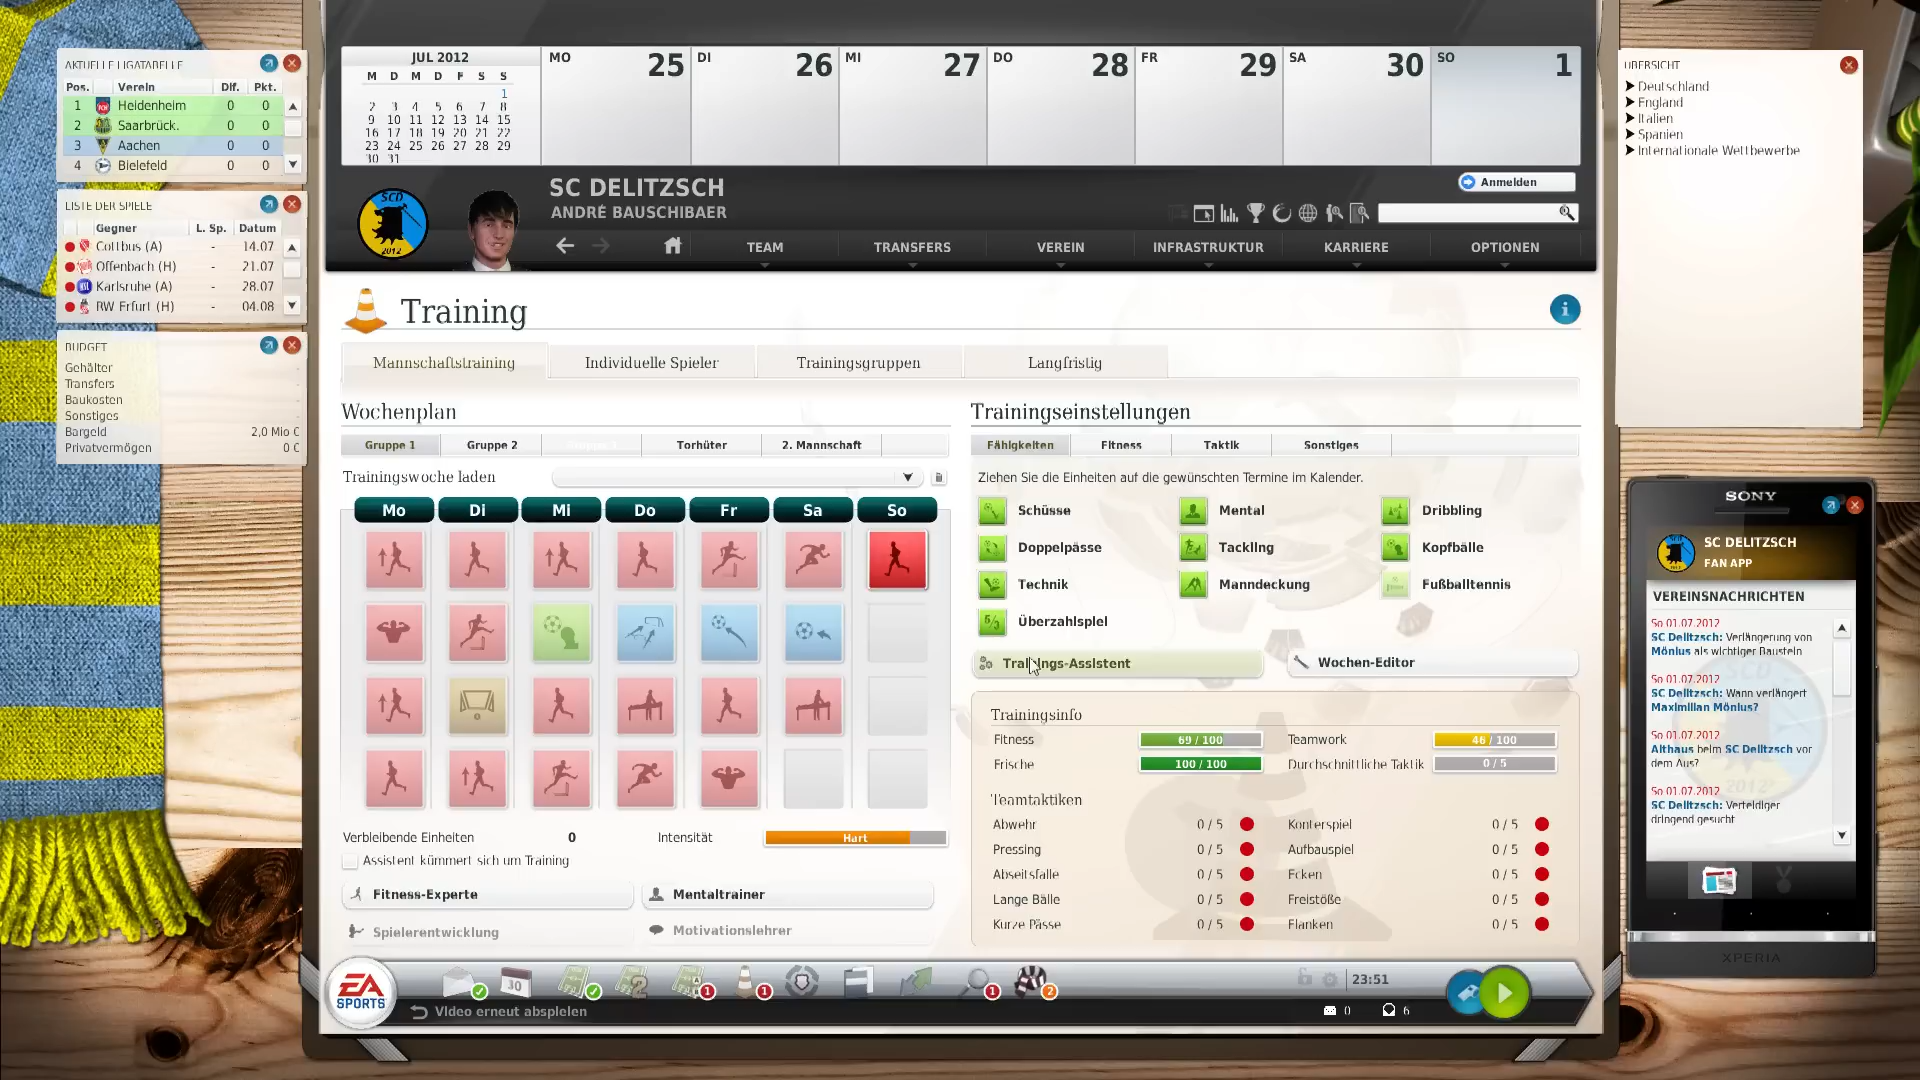 AKTUELLE LIGATABELLE
Pos. Verein Dif. Pkt.
1 Heidenheim 0 0
2 Saarbrück. 0 0
3 Aachen 0 0
4 Bielefeld 0 0
LISTE DER SPIELE
Gegner L. Sp. Datum
Cottbus (A) - 14.07
Offenbach (H) - 21.07
Karlsruhe (A) - 28.07
RW Erfurt (H) - 04.08
BUDGET
Gehälter -
Transfers -
Baukosten -
Sonstiges -
Bargeld 2,0 Mio €
Privatvermögen 0 €
JUL 2012
M D M D F S S
1
2 3 4 5 6 7 8
9 10 11 12 13 14 15
16 17 18 19 20 21 22
23 24 25 26 27 28 29
30 31
MO 25 DI 26 MI 27 DO 28 FR 29 SA 30 SO 1
SCD
2012
SC DELITZSCH
ANDRÉ BAUSCHIBAER
Anmelden
TEAM TRANSFERS VEREIN INFRASTRUKTUR KARRIERE OPTIONEN
Training
Mannschaftstraining Individuelle Spieler Trainingsgruppen Langfristig
Wochenplan
Gruppe 1 Gruppe 2 Gruppe 3 Torhüter 2. Mannschaft
Trainingswoche laden
Mo Di Mi Do Fr Sa So
Verbleibende Einheiten 0 Intensität Hart
Assistent kümmert sich um Training
Fitness-Experte Mentaltrainer
Spielerentwicklung Motivationslehrer
Trainingseinstellungen
Fähigkeiten Fitness Taktik Sonstiges
Ziehen Sie die Einheiten auf die gewünschten Termine im Kalender.
Schüsse Mental Dribbling
Doppelpässe Tackling Kopfbälle
Technik Manndeckung Fußballtennis
5/3 Überzahlspiel
Trainings-Assistent Wochen-Editor
Trainingsinfo
Fitness 69 / 100 Teamwork 46 / 100
Frische 100 / 100 Durchschnittliche Taktik 0 / 5
Teamtaktiken
Abwehr 0 / 5 Konterspiel 0 / 5
Pressing 0 / 5 Aufbauspiel 0 / 5
Abseitsfalle 0 / 5 Ecken 0 / 5
Lange Bälle 0 / 5 Freistöße 0 / 5
Kurze Pässe 0 / 5 Flanken 0 / 5
EA
SPORTS
30 2 1 1 1 2
23:51
Video erneut abspielen
0 6
ÜBERSICHT
Deutschland
England
Italien
Spanien
Internationale Wettbewerbe
SONY
SC DELITZSCH
FAN APP
VEREINSNACHRICHTEN
So 01.07.2012
SC Delitzsch: Verlängerung von
Mönius als wichtiger Baustein
So 01.07.2012
SC Delitzsch: Wann verlängert
Maximilian Mönius?
So 01.07.2012
Althaus beim SC Delitzsch vor
dem Aus?
So 01.07.2012
SC Delitzsch: Verteidiger
dringend gesucht
XPERIA